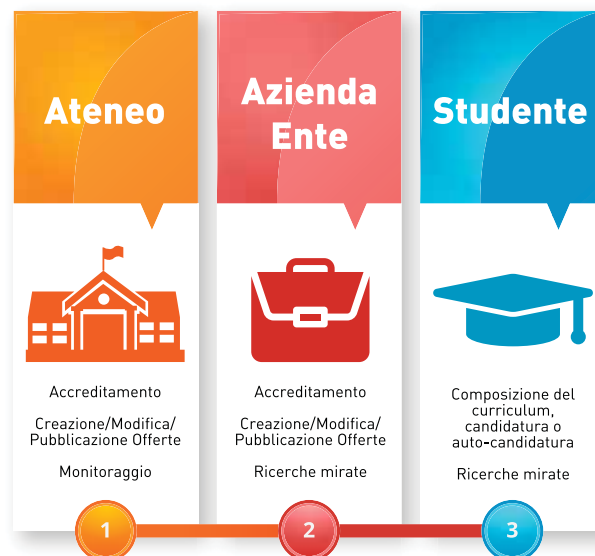 Ateneo
Accreditamento
Creazione/Modifica/
Pubblicazione Offerte
Monitoraggio
1
Azienda
Ente
Accreditamento
Creazione/Modifica/
Pubblicazione Offerte
Ricerche mirate
2
Studente
Composizione del
curriculum,
candidatura o
auto-candidatura
Ricerche mirate
3